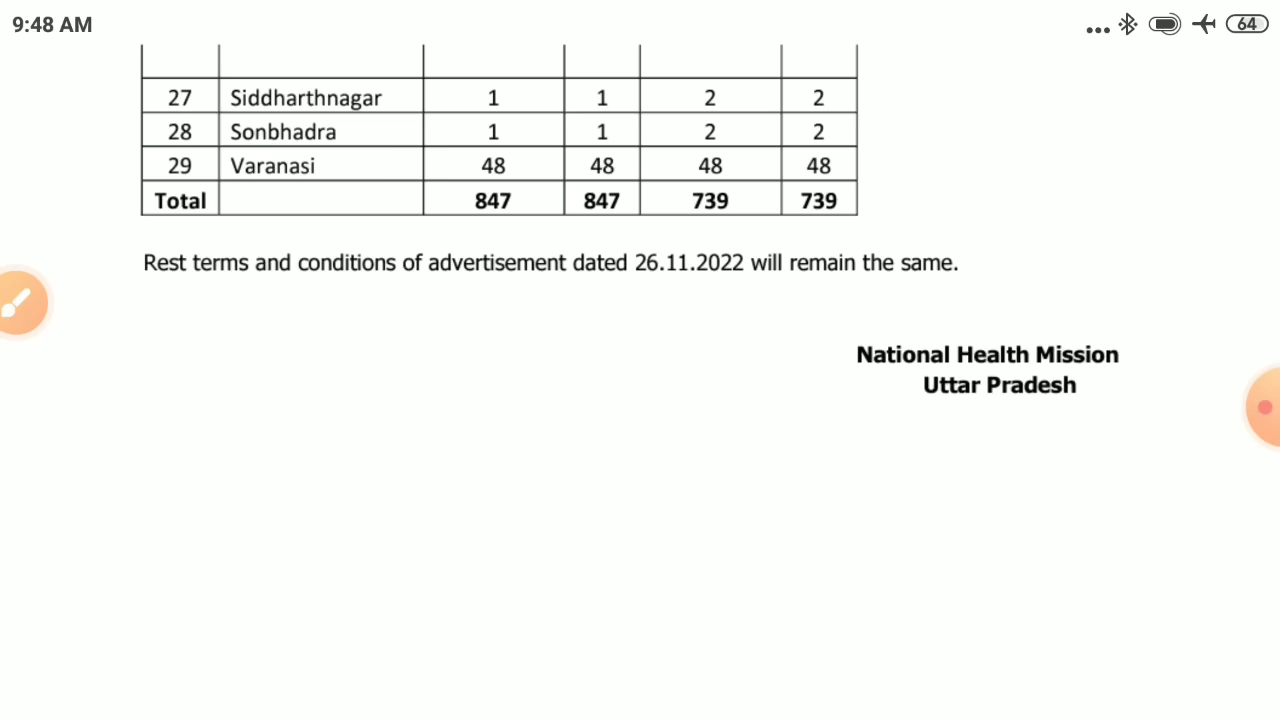 9:48 AM
64
27 Siddharthnagar 1 1 2 2
28 Sonbhadra 1 1 2 2
29 Varanasi 48 48 48 48
Total 847 847 739 739
Rest terms and conditions of advertisement dated 26.11.2022 will remain the same.
National Health Mission
Uttar Pradesh